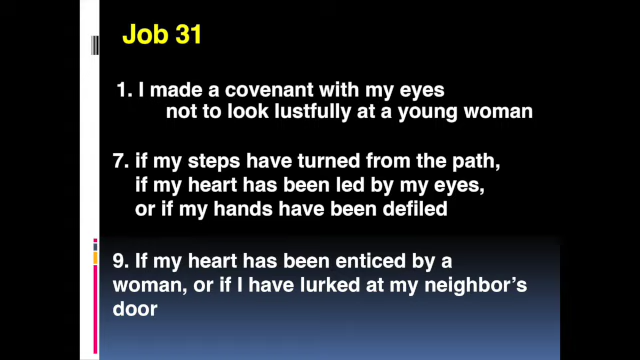 Job 31
1. I made a covenant with my eyes
not to look lustfully at a young woman
7. if my steps have turned from the path,
if my heart has been led by my eyes,
or if my hands have been defiled
9. If my heart has been enticed by a
woman, or if I have lurked at my neighbor’s
door